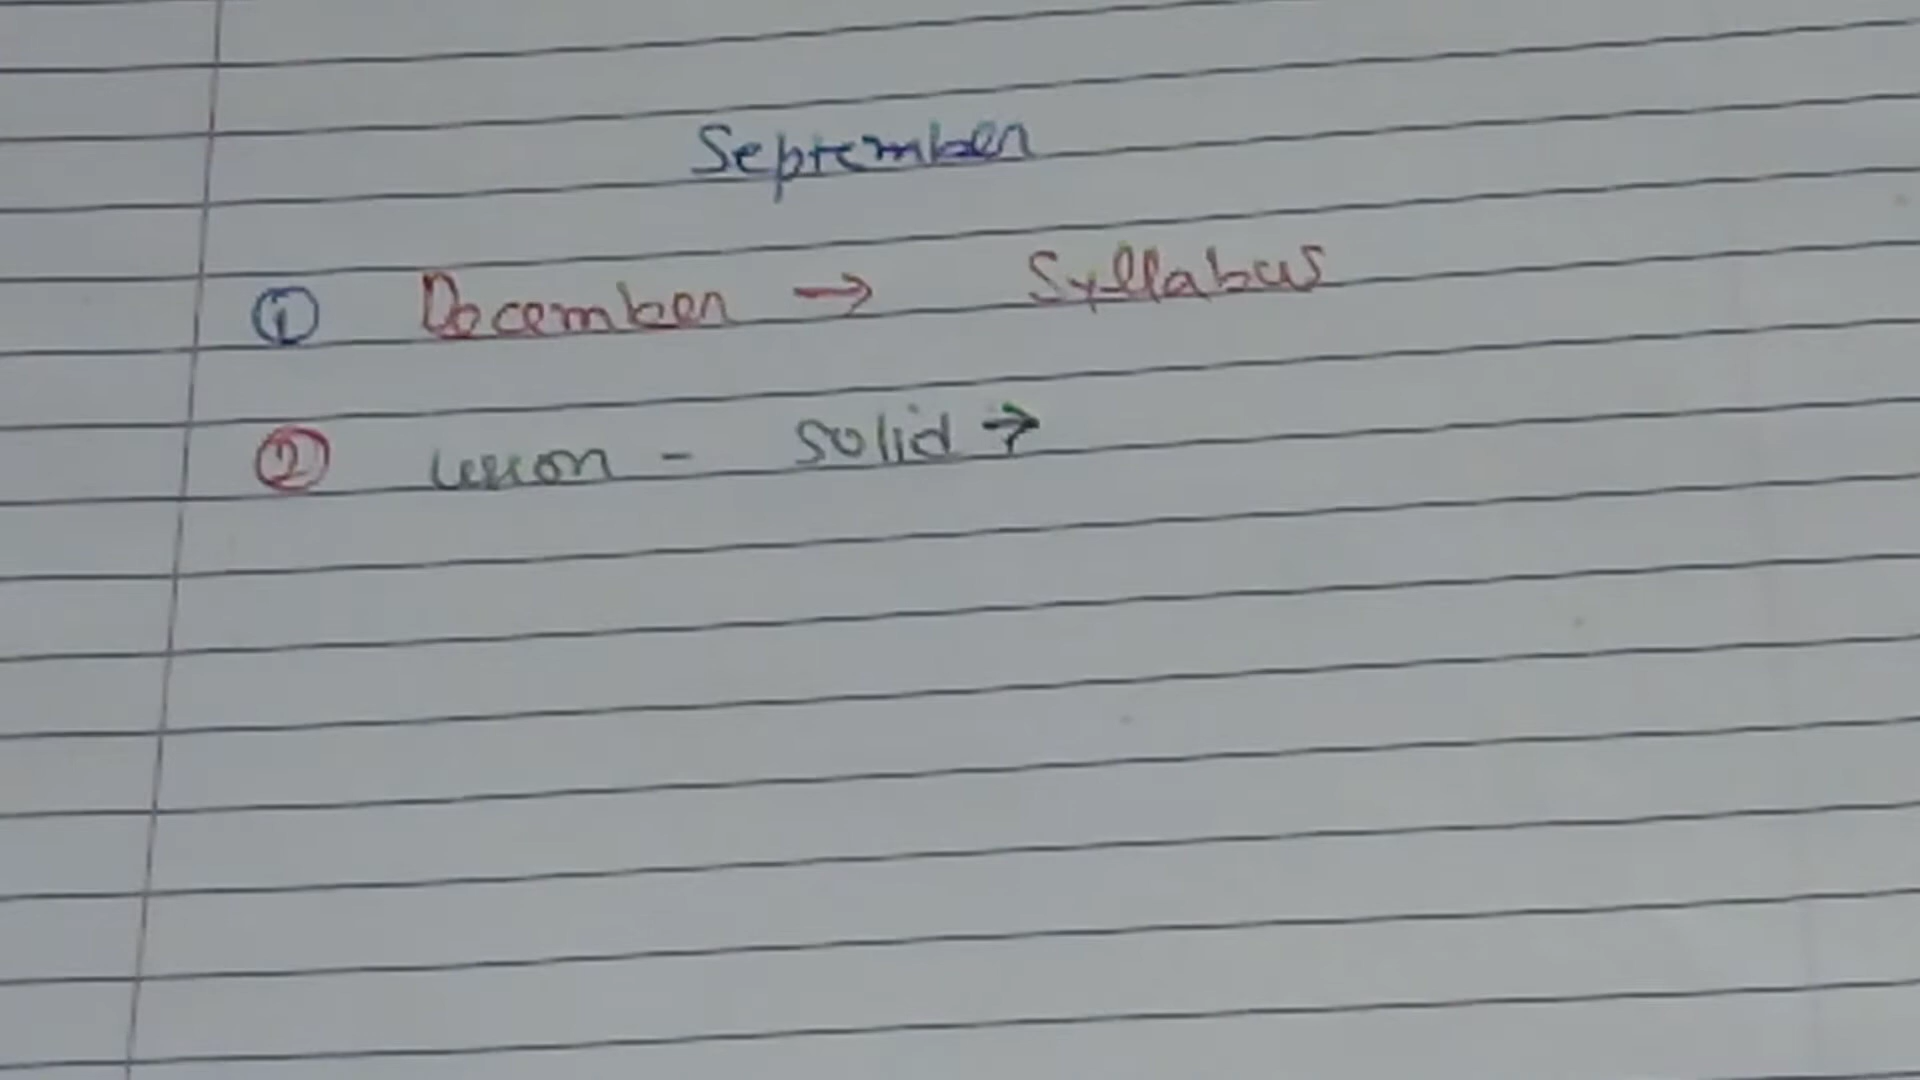 September
① December → Syllabus
② lesson - solid →